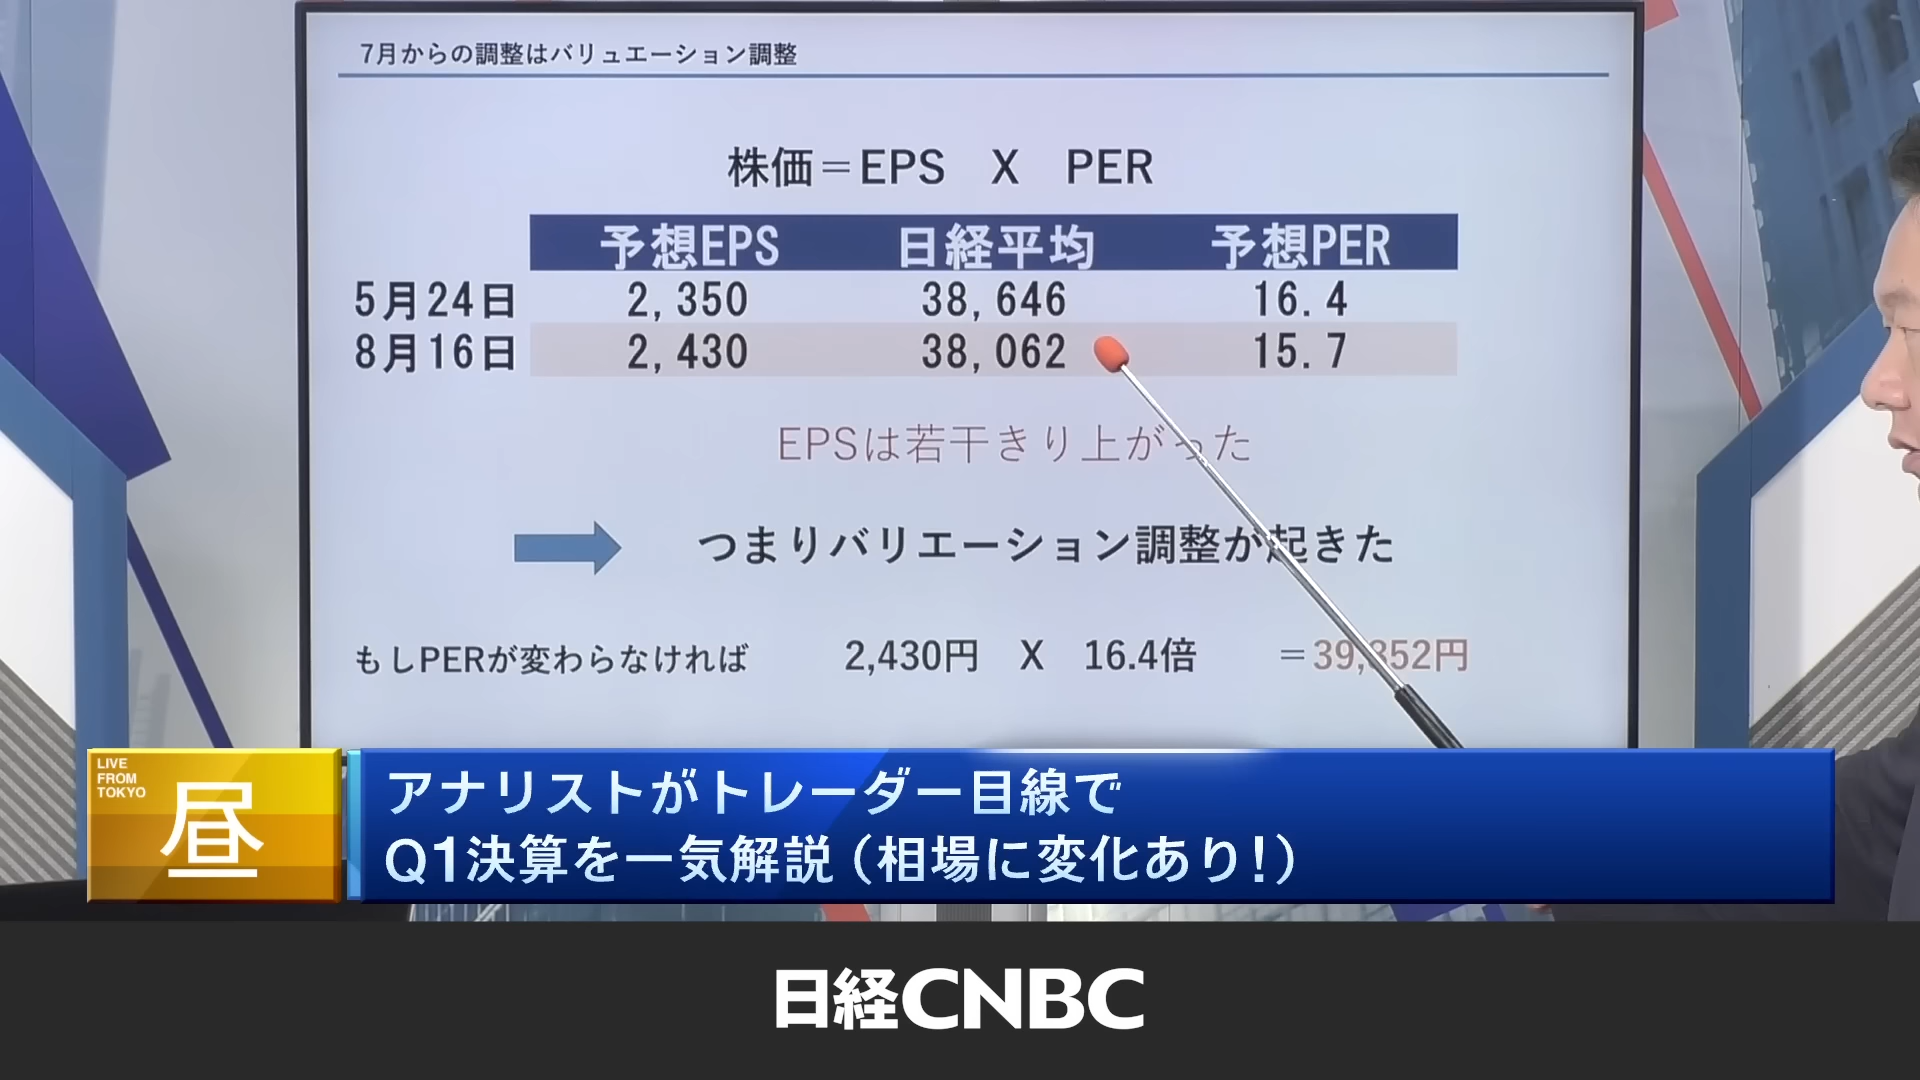 7月からの調整はバリュエーション調整
株価＝EPS X PER
予想EPS 日経平均 予想PER
5月24日 2,350 38,646 16.4
8月16日 2,430 38,062 15.7
EPSは若干きり上がった
つまりバリエーション調整が起きた
もしPERが変わらなければ 2,430円 X 16.4倍 ＝39,352円
LIVE
FROM
TOKYO
昼
アナリストがトレーダー目線で
Q1決算を一気解説（相場に変化あり！）
日経CNBC